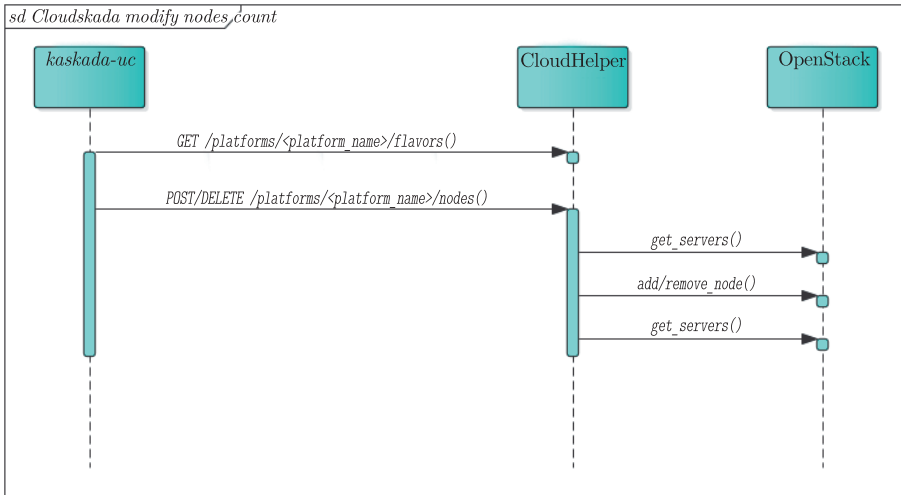 sd Cloudskada modify nodes count
kaskada-uc
CloudHelper
OpenStack
GET /platforms/<platform_name>/flavors()
POST/DELETE /platforms/<platform_name>/nodes()
get_servers()
add/remove_node()
get_servers()